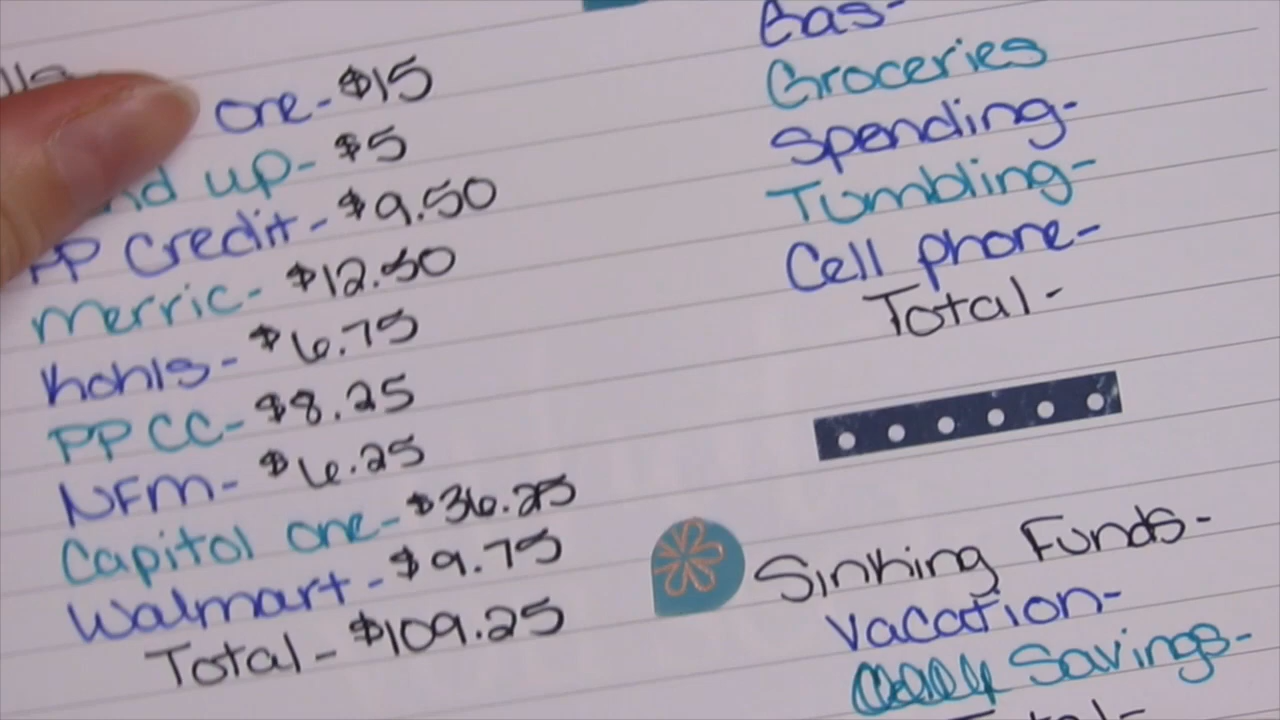 one- $15
up- $5
PP Credit- $9.50
Merric- $12.50
Kohls- $6.75
PP CC- $8.25
NFM- $6.25
Capitol one- $36.25
Walmart- $9.75
Total- $109.25
Gas-
Groceries
Spending-
Tumbling-
Cell phone-
Total-
Sinking Funds-
Vacation-
Savings-
Total-